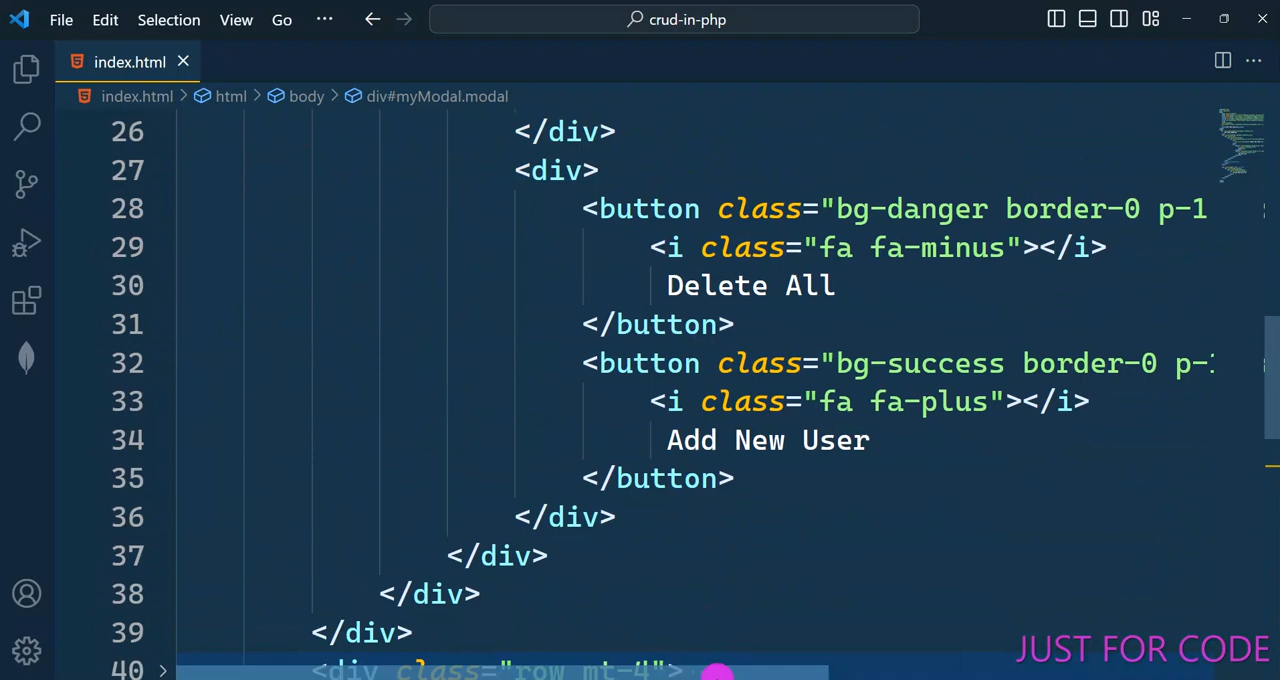 File Edit Selection View Go ··· crud-in-php
index.html
index.html > html > body > div#myModal.modal
26 </div>
27 <div>
28 <button class="bg-danger border-0 p-1
29 <i class="fa fa-minus"></i>
30 Delete All
31 </button>
32 <button class="bg-success border-0 p-1
33 <i class="fa fa-plus"></i>
34 Add New User
35 </button>
36 </div>
37 </div>
38 </div>
39 </div>
40 <div class="row mt-4">
JUST FOR CODE